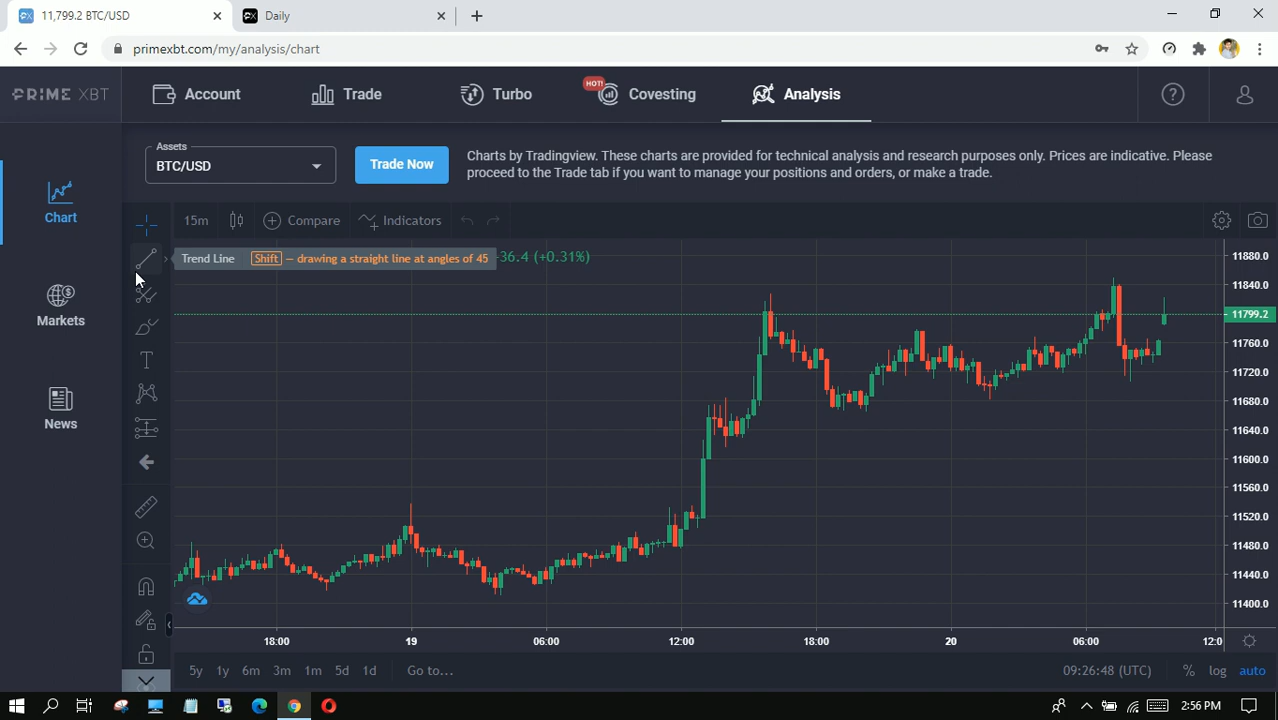 11,799.2 BTC/USD
Daily
primexbt.com/my/analysis/chart
PRIME XBT
Account
Trade
Turbo
HOT!
Covesting
Analysis
Assets
BTC/USD
Trade Now
Charts by Tradingview. These charts are provided for technical analysis and research purposes only. Prices are indicative. Please
proceed to the Trade tab if you want to manage your positions and orders, or make a trade.
Chart
Markets
News
15m
Compare
Indicators
Trend Line Shift — drawing a straight line at angles of 45
36.4 (+0.31%)
11880.0
11840.0
11799.2
11760.0
11720.0
11680.0
11640.0
11600.0
11560.0
11520.0
11480.0
11440.0
11400.0
18:00 19 06:00 12:00 18:00 20 06:00 12:0
5y 1y 6m 3m 1m 5d 1d Go to... 09:26:48 (UTC) % log auto
2:56 PM